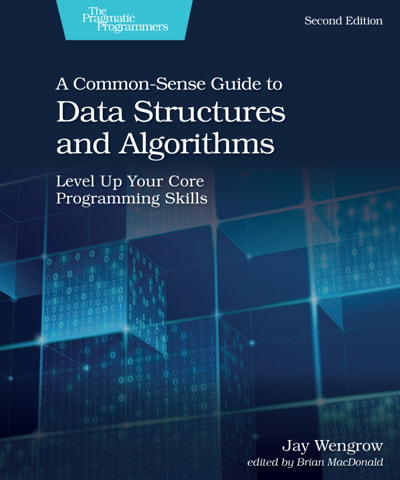 The
Pragmatic
Programmers
Second Edition
A Common-Sense Guide to
Data Structures
and Algorithms
Level Up Your Core
Programming Skills
Jay Wengrow
edited by Brian MacDonald